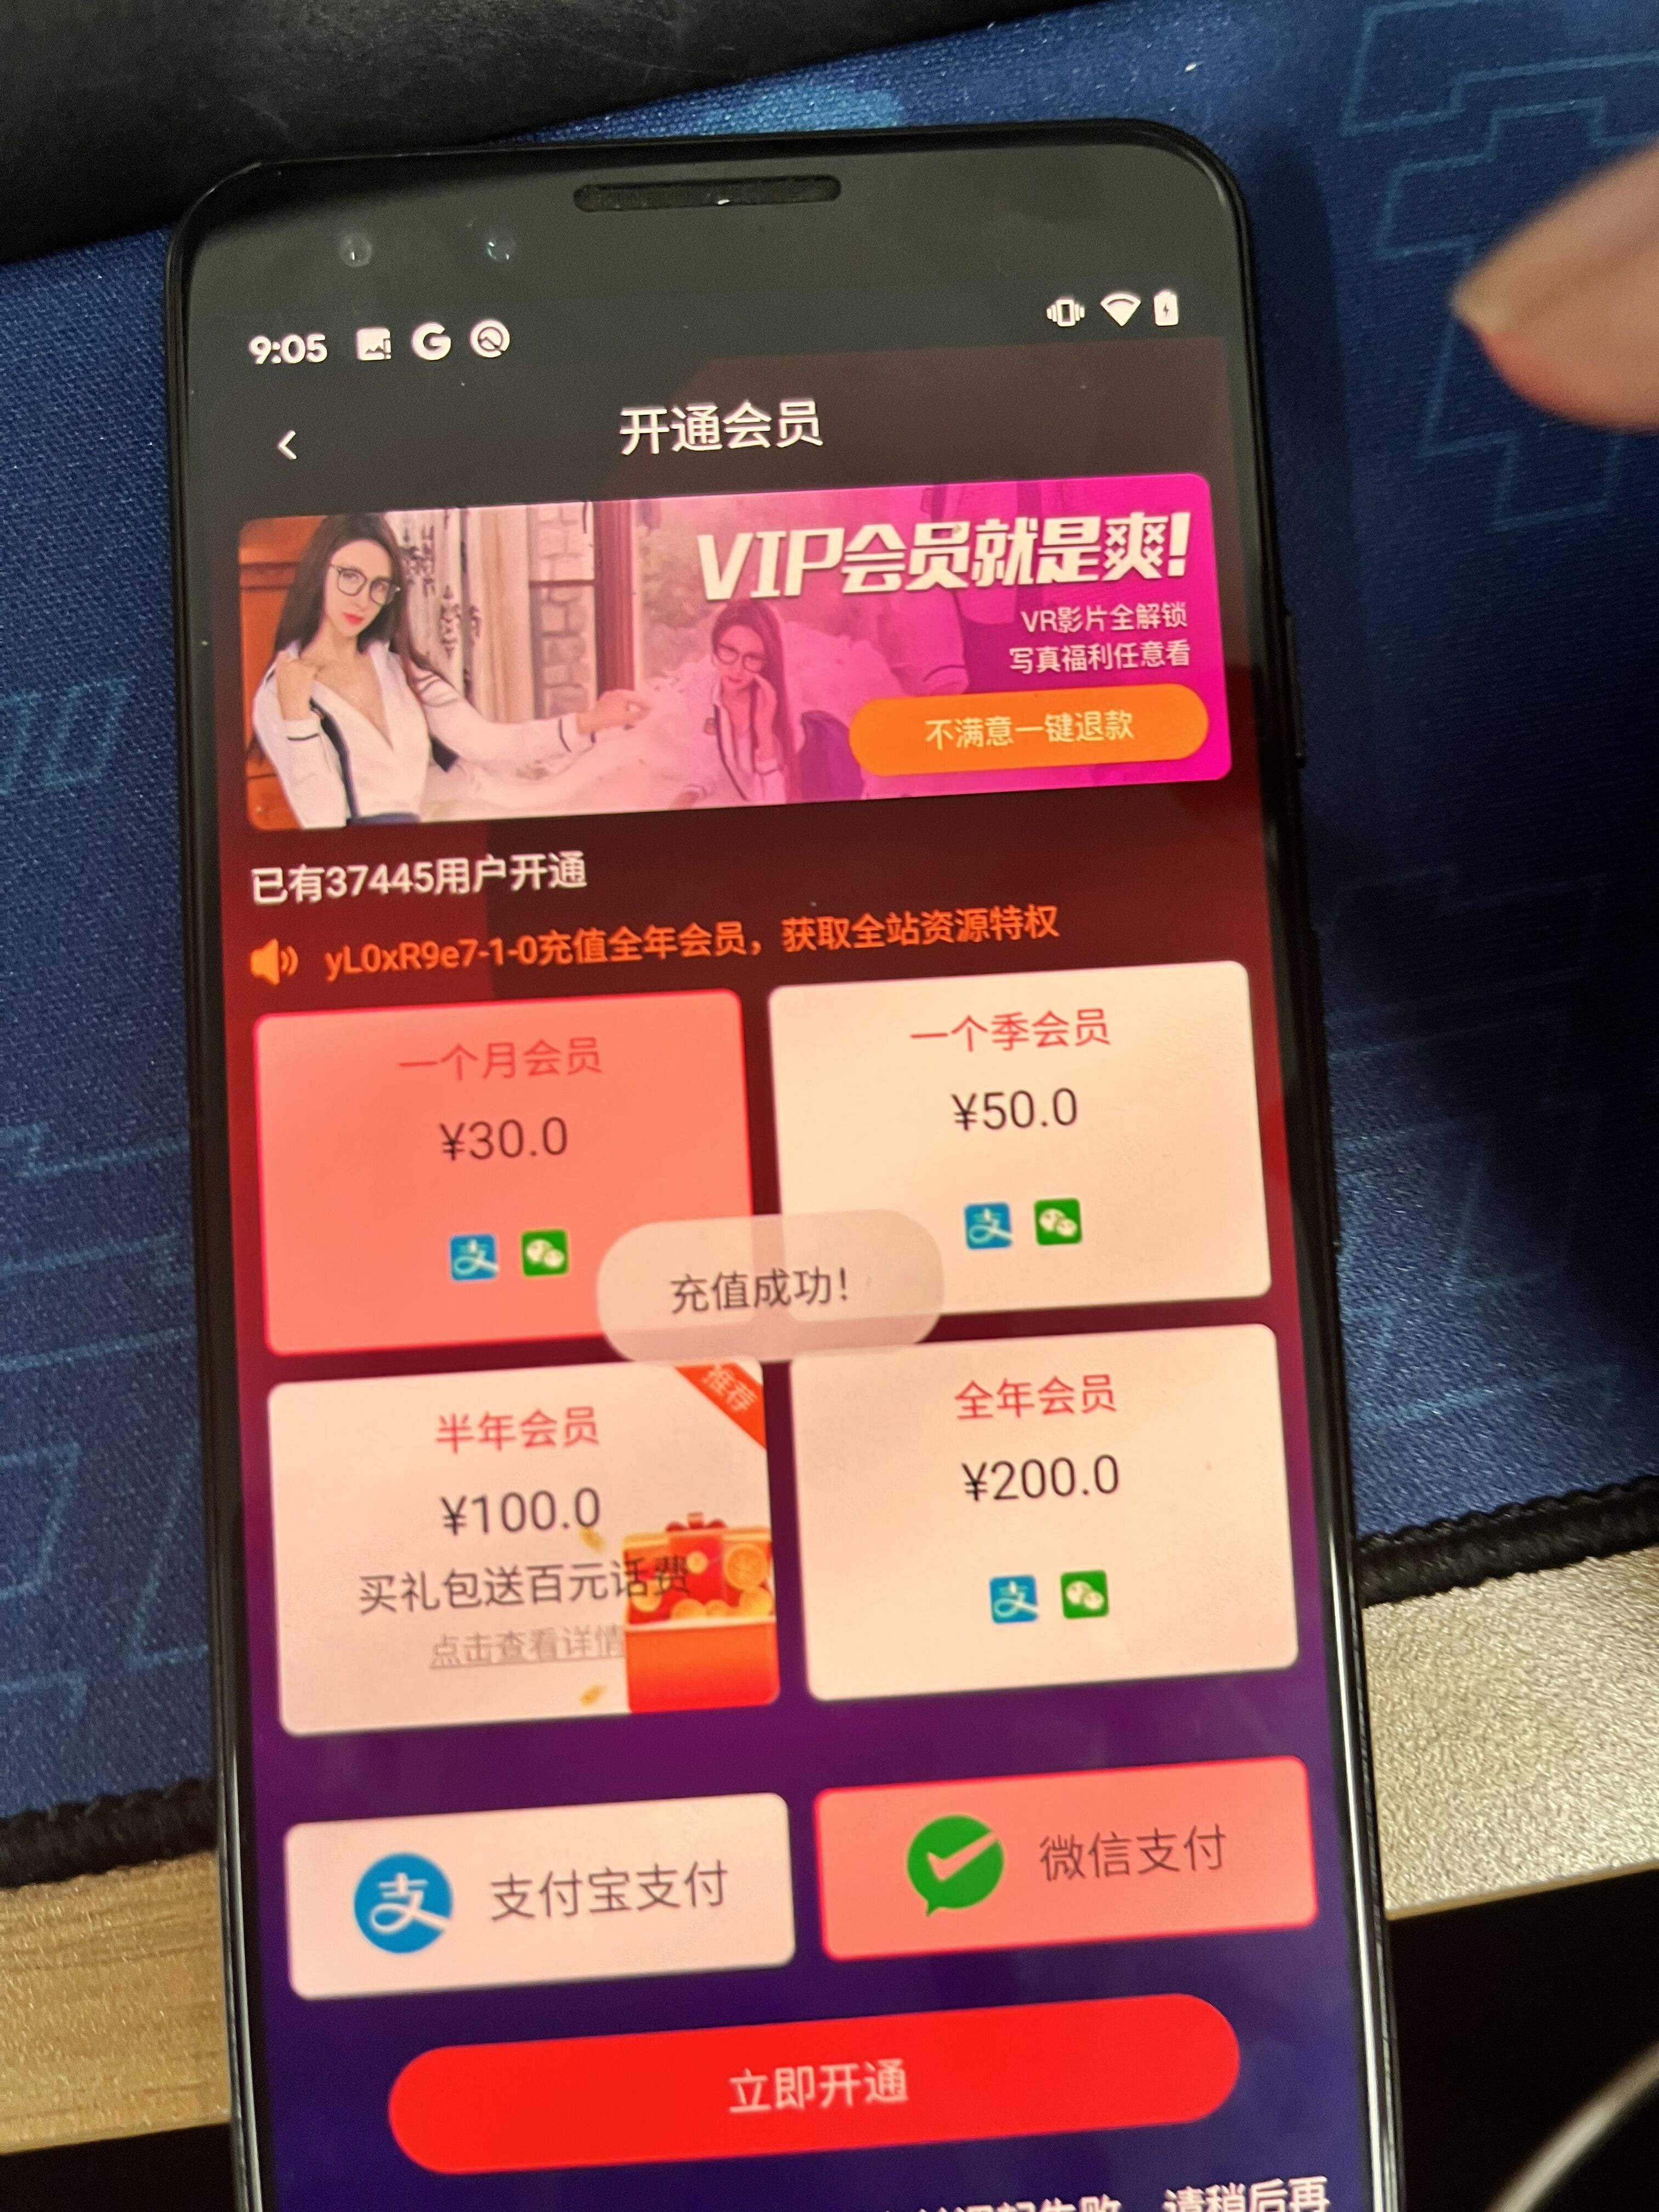 9:05
开通会员
VIP会员就是爽!
VR影片全解锁
写真福利任意看
不满意一键退款
已有37445用户开通
yL0xR9e7-1-0充值全年会员，获取全站资源特权
一个月会员
¥30.0
一个季会员
¥50.0
充值成功!
推荐
半年会员
¥100.0
买礼包送百元话费
点击查看详情
全年会员
¥200.0
支付宝支付
微信支付
立即开通
失败，请稍后再